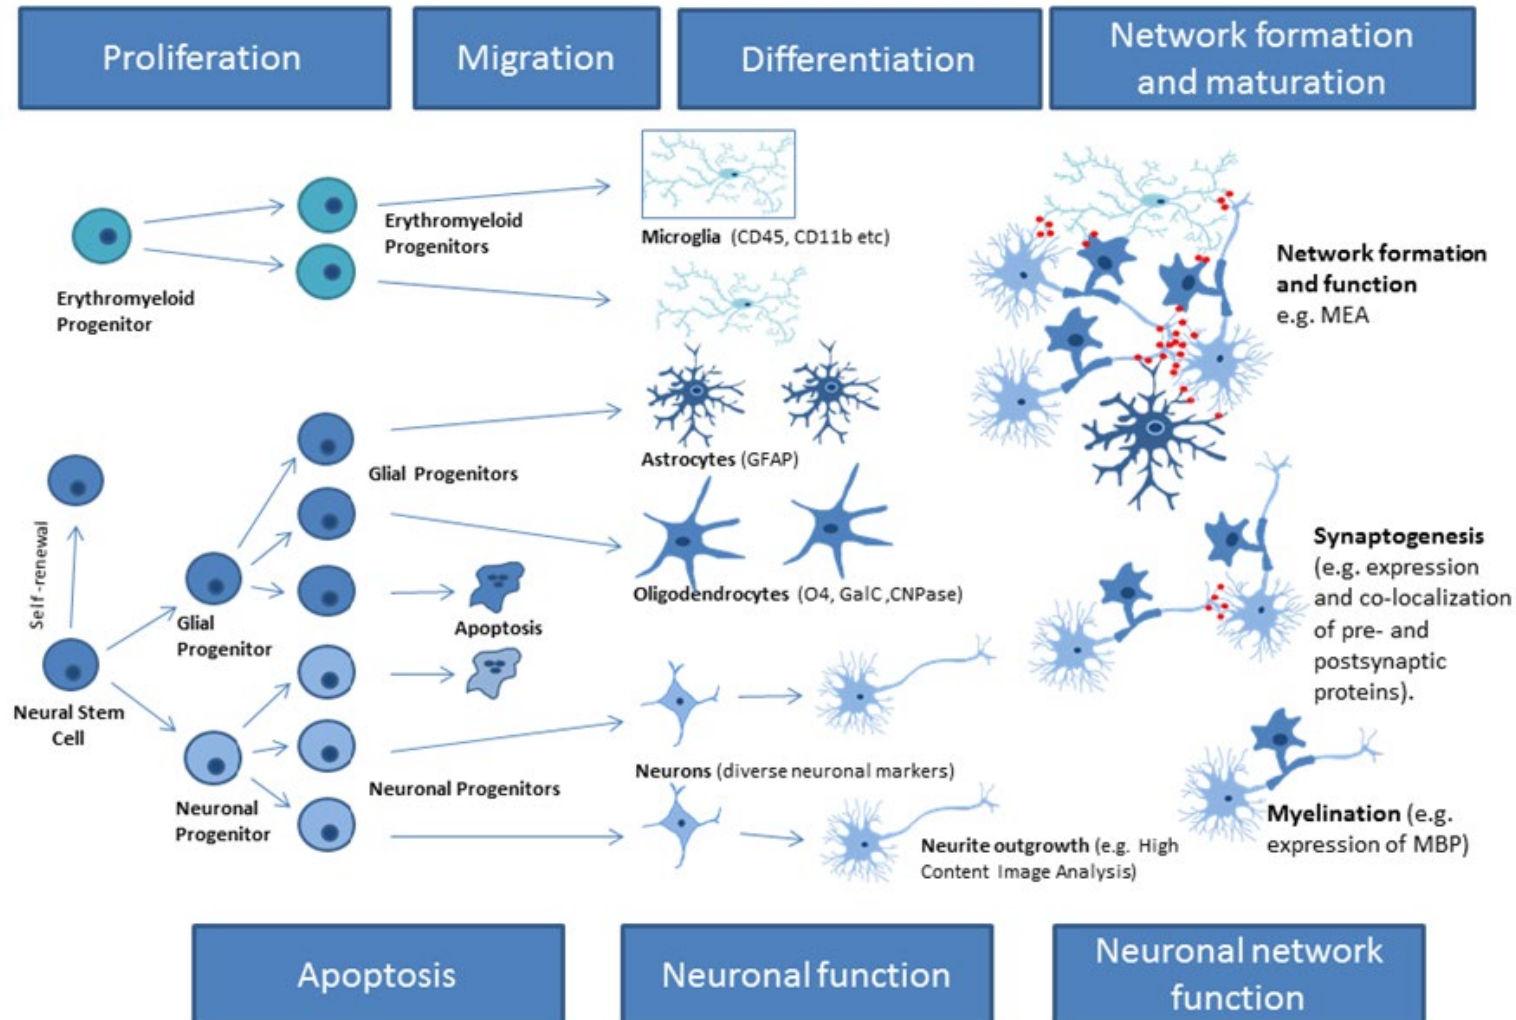 Proliferation
Migration
Differentiation
Network formation
and maturation
Erythromyeloid
Progenitors
Microglia (CD45, CD11b etc)
Network formation
and function
e.g. MEA
Erythromyeloid
Progenitor
Astrocytes (GFAP)
Glial Progenitors
Self-renewal
Synaptogenesis
(e.g. expression
and co-localization
of pre- and
postsynaptic
proteins).
Oligodendrocytes (O4, GalC ,CNPase)
Glial
Progenitor
Apoptosis
Neural Stem
Cell
Neurons (diverse neuronal markers)
Neuronal Progenitors
Neuronal
Progenitor
Myelination (e.g.
expression of MBP)
Neurite outgrowth (e.g. High
Content Image Analysis)
Apoptosis
Neuronal function
Neuronal network
function